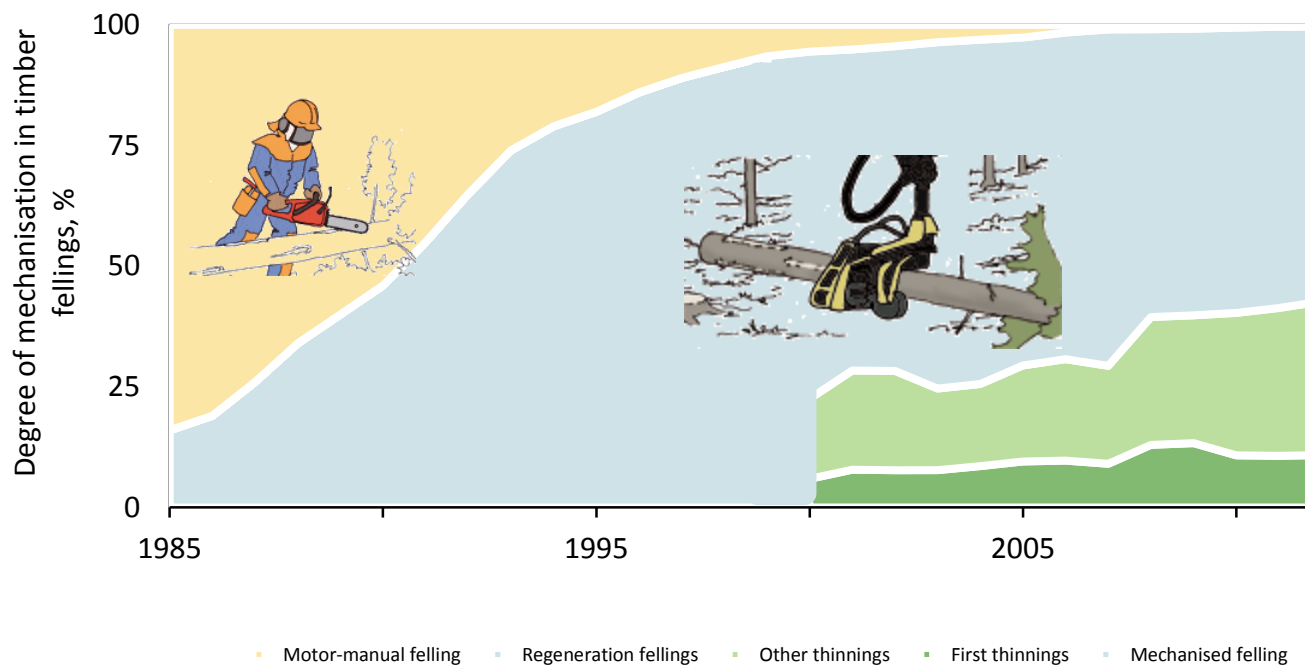 Degree of mechanisation in timber
fellings, %
100
75
50
25
0
1985
1995
2005
Motor-manual felling
Regeneration fellings
Other thinnings
First thinnings
Mechanised felling